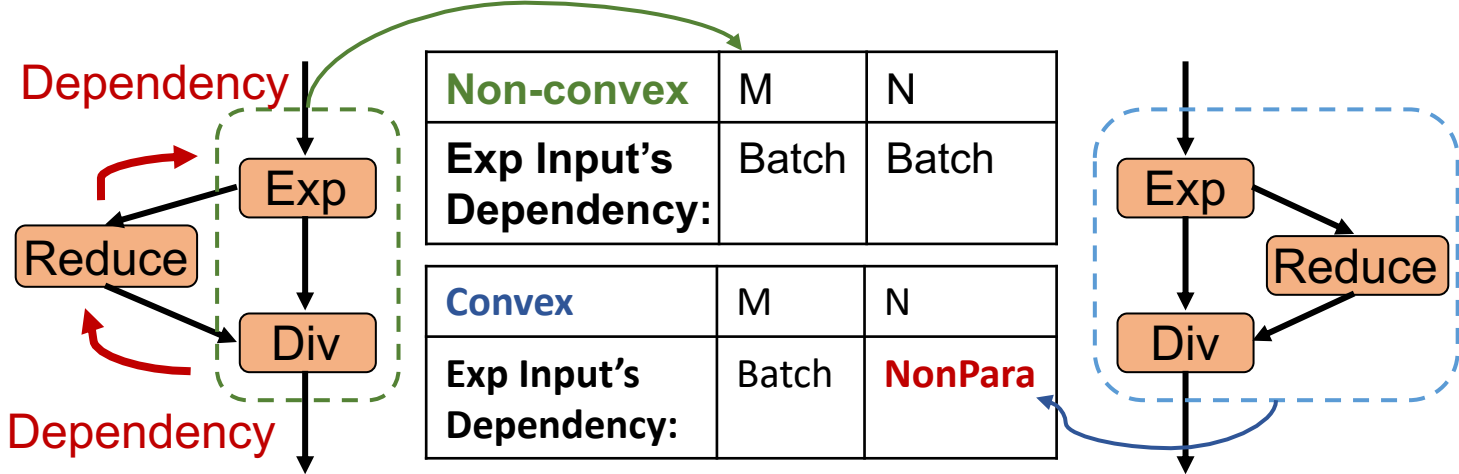 Dependency
Exp
Reduce
Div
Dependency
Non-convex M N
Exp Input's Batch Batch
Dependency:
Convex M N
Exp Input's Batch NonPara
Dependency:
Exp
Reduce
Div